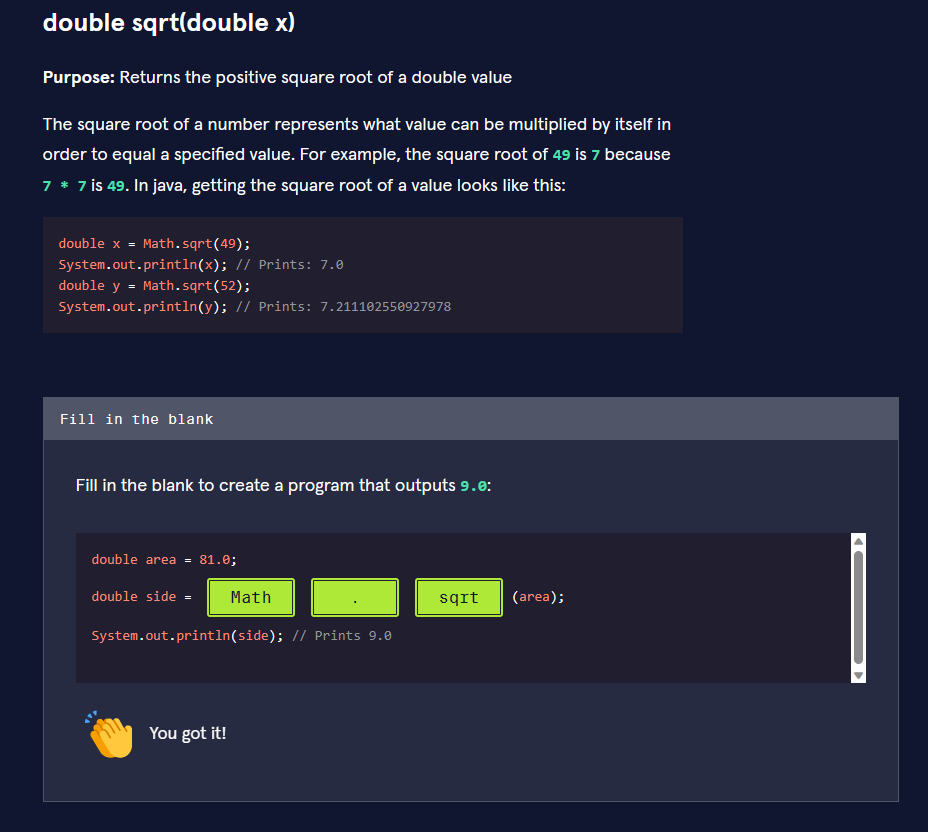 double sqrt(double x)
Purpose: Returns the positive square root of a double value
The square root of a number represents what value can be multiplied by itself in
order to equal a specified value. For example, the square root of 49 is 7 because
7 * 7 is 49. In java, getting the square root of a value looks like this:
double x = Math.sqrt(49);
System.out.println(x); // Prints: 7.0
double y = Math.sqrt(52);
System.out.println(y); // Prints: 7.211102550927978
Fill in the blank
Fill in the blank to create a program that outputs 9.0:
double area = 81.0;
double side = Math . sqrt (area);
System.out.println(side); // Prints 9.0
You got it!